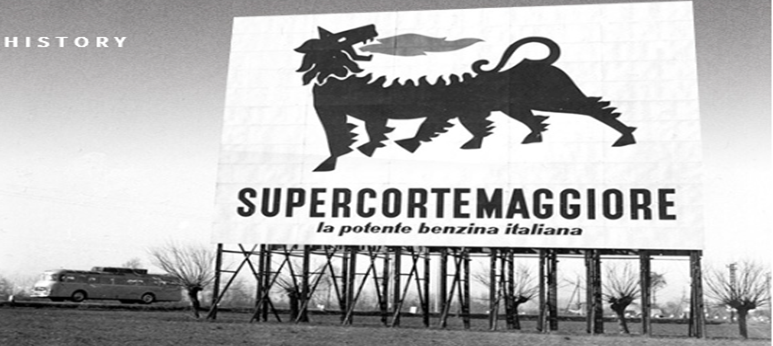 HISTORY
SUPERCORTEMAGGIORE
la potente benzina italiana